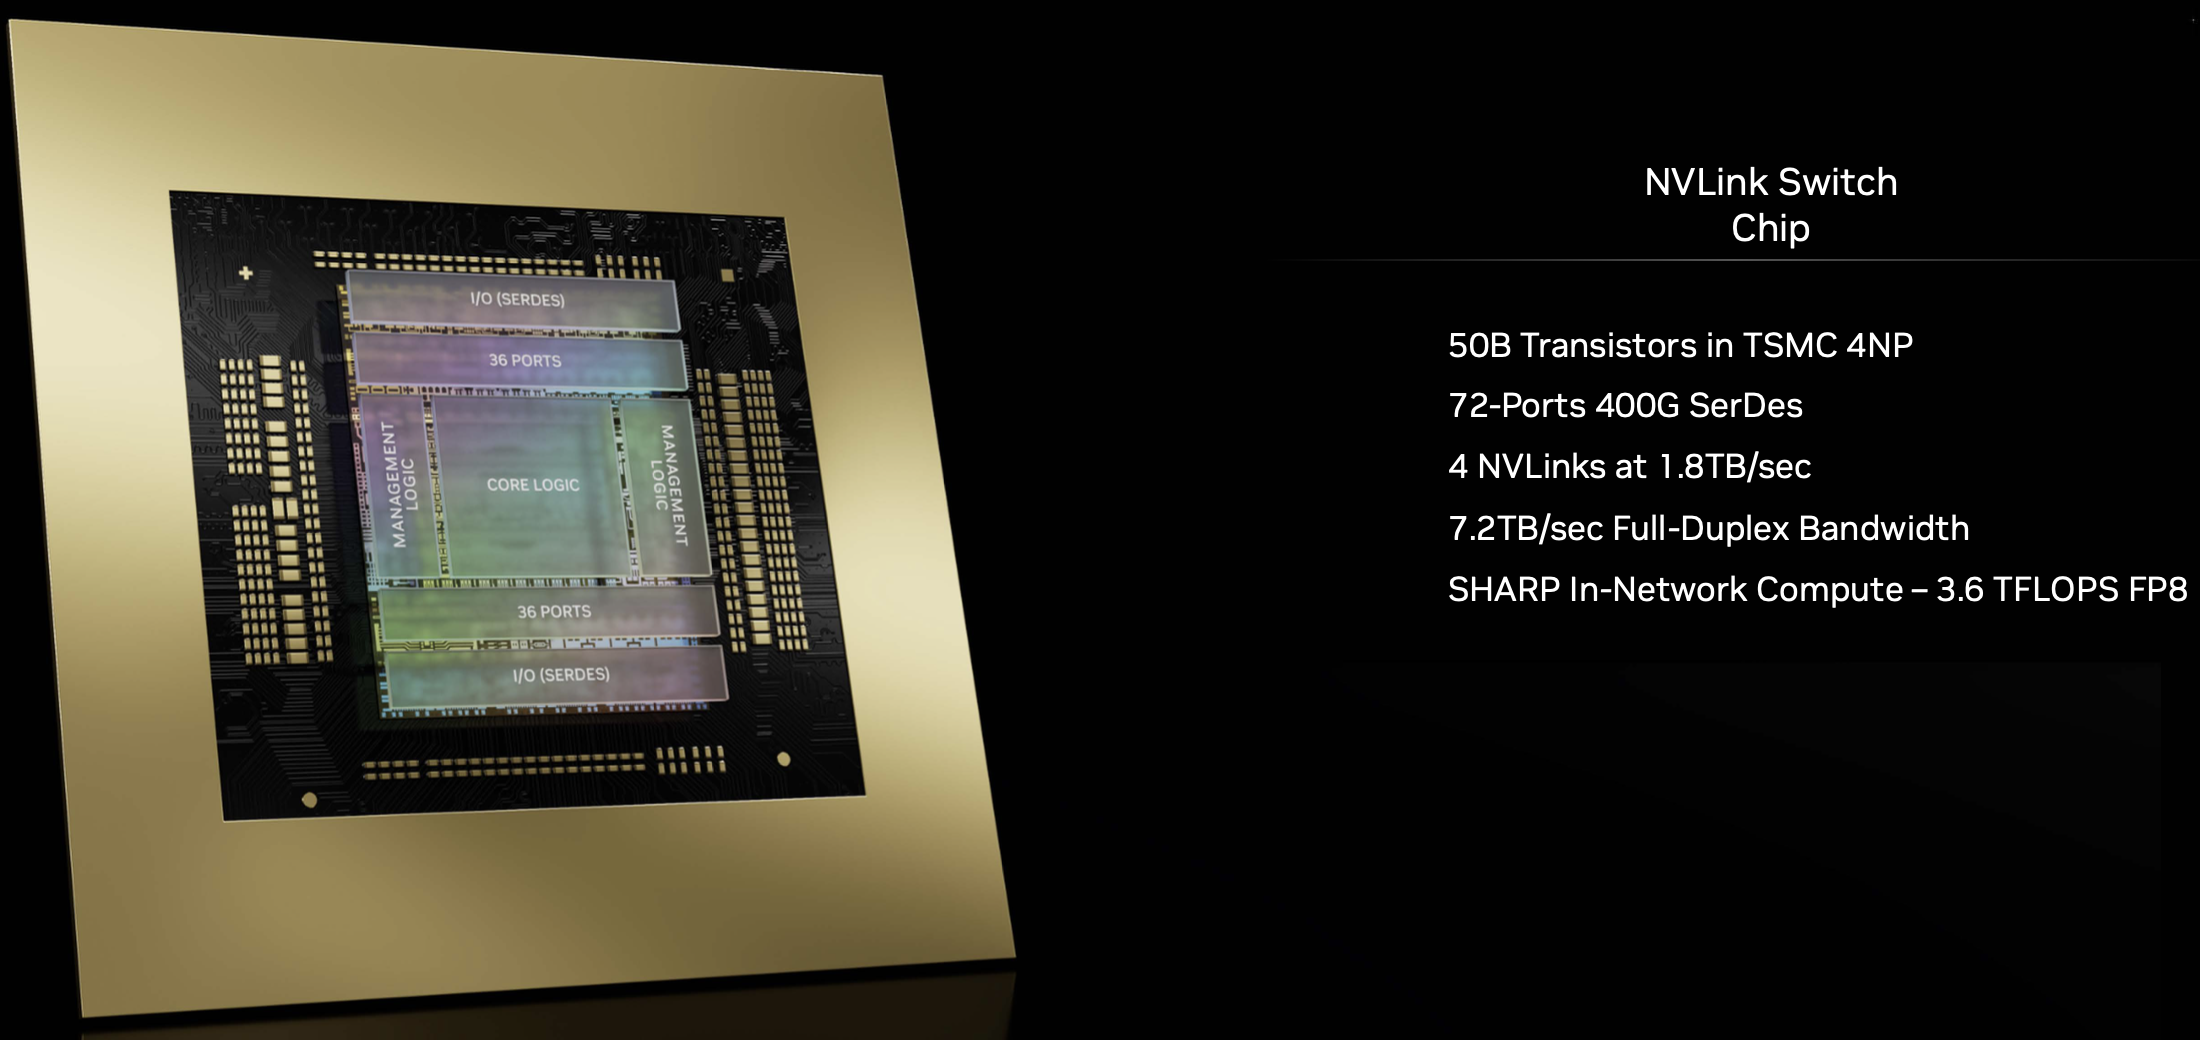 NVLink Switch
Chip
50B Transistors in TSMC 4NP
72-Ports 400G SerDes
4 NVLinks at 1.8TB/sec
7.2TB/sec Full-Duplex Bandwidth
SHARP In-Network Compute – 3.6 TFLOPS FP8
I/O (SERDES)
36 PORTS
MANAGEMENT
LOGIC
CORE LOGIC
MANAGEMENT
LOGIC
36 PORTS
I/O (SERDES)